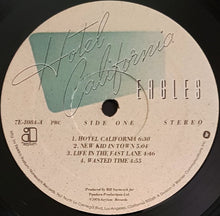 Hotel
California
EAGLES
7E-1084-A PRC SIDE ONE STEREO
asylum
1. HOTEL CALIFORNIA 6:30
2. NEW KID IN TOWN 5:04
3. LIFE IN THE FAST LANE 4:46
4. WASTED TIME 4:55
Produced by Bill Szymczyk for
Pandora Productions Ltd.